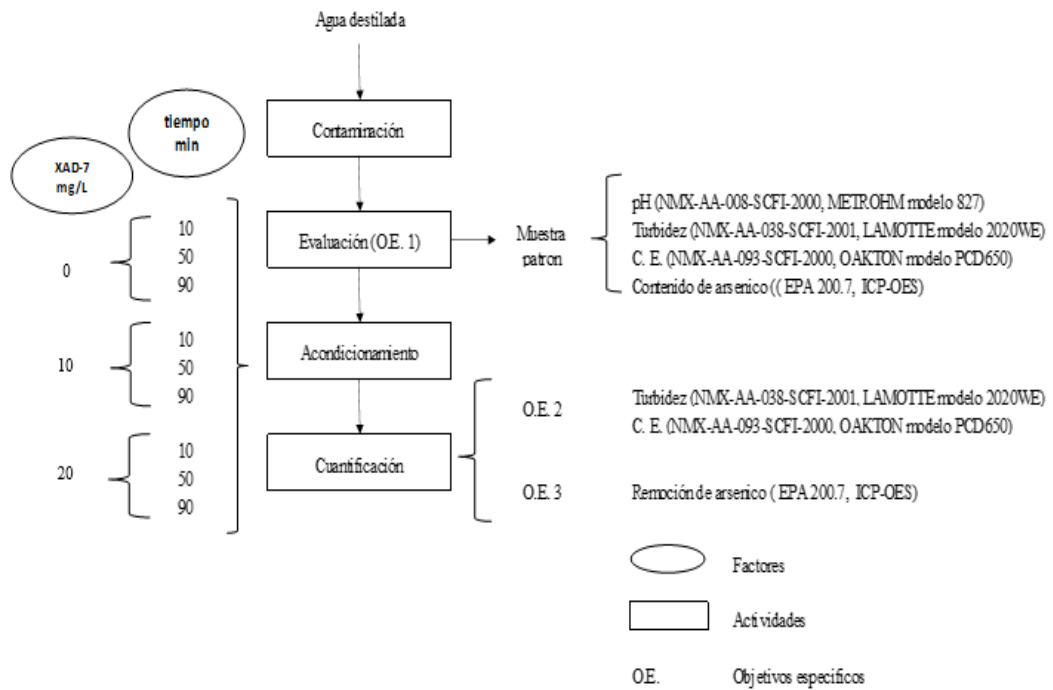 Agua destilada
Contaminación
tiempo
min
XAD-7
mg/L
0
10
50
90
10
10
50
90
20
10
50
90
Evaluación (O.E. 1)
Muestra
patron
pH (NMX-AA-008-SCFI-2000, METROHM modelo 827)
Turbidez (NMX-AA-038-SCFI-2001, LAMOTTE modelo 2020WE)
C. E. (NMX-AA-093-SCFI-2000, OAKTON modelo PCD650)
Contenido de arsenico (( EPA 200.7, ICP-OES)
Acondicionamiento
Cuantificación
O.E. 2
Turbidez (NMX-AA-038-SCFI-2001, LAMOTTE modelo 2020WE)
C. E. (NMX-AA-093-SCFI-2000, OAKTON modelo PCD650)
O.E. 3
Remoción de arsenico ( EPA 200.7, ICP-OES)
Factores
Actividades
O.E. Objetivos especificos